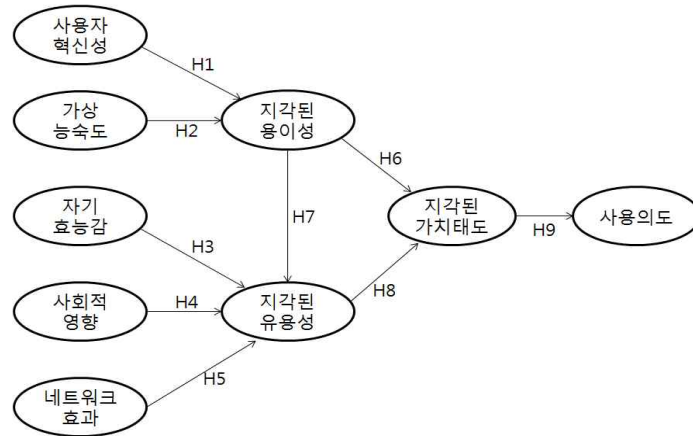 사용자
혁신성
H1
가상
능숙도
H2
지각된
용이성
H6
자기
효능감
H3
H7
지각된
가치태도
H9
사용의도
사회적
영향
H4
지각된
유용성
H8
H5
네트워크
효과